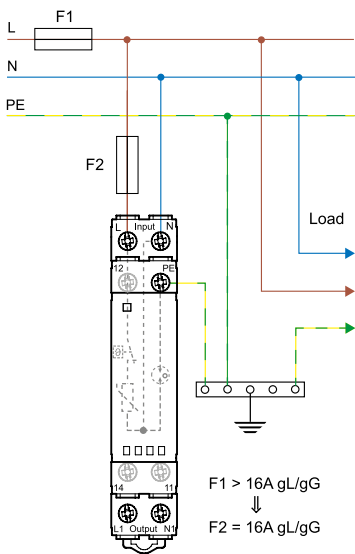 F1
L
N
PE
F2
L Input N
Load
12 PE
14 11
L1 Output N1
F1 > 16A gL/gG
⇓
F2 = 16A gL/gG